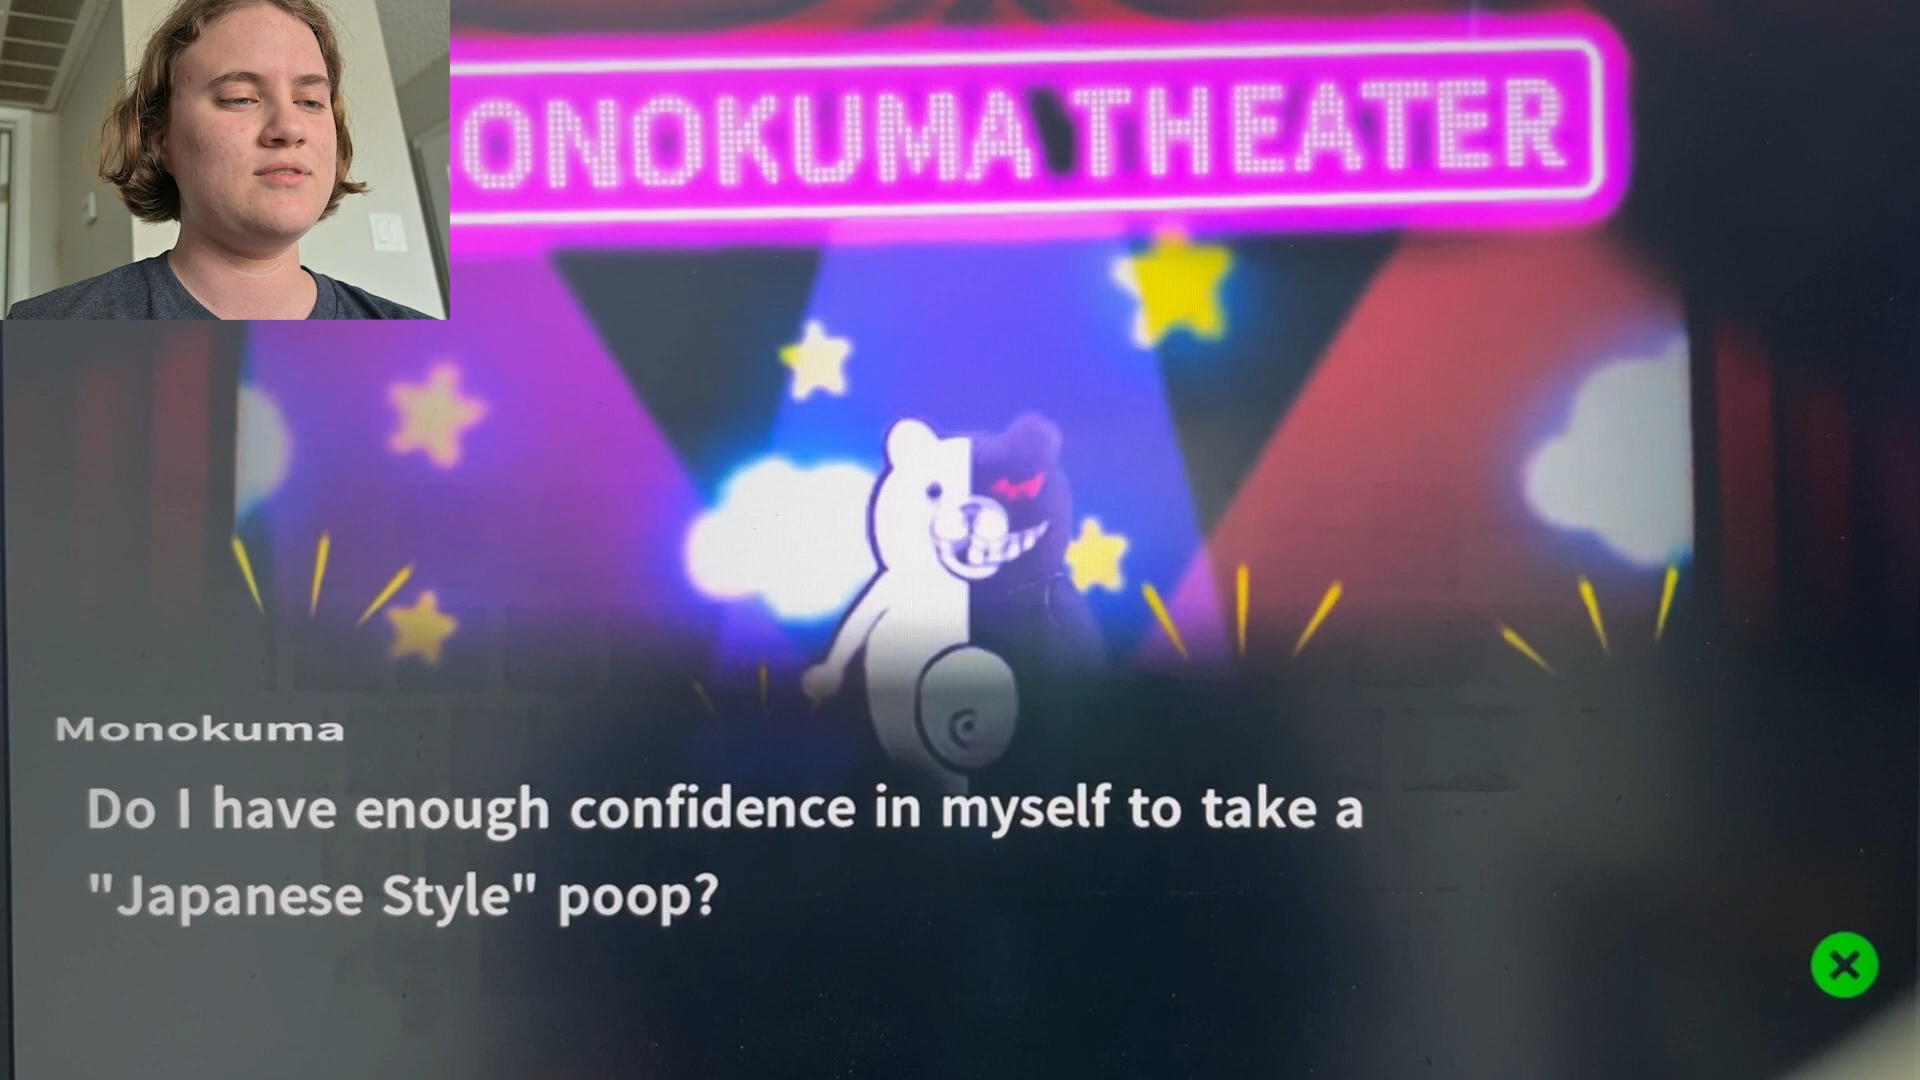 ONOKUMA THEATER
Monokuma
Do I have enough confidence in myself to take a
"Japanese Style" poop?